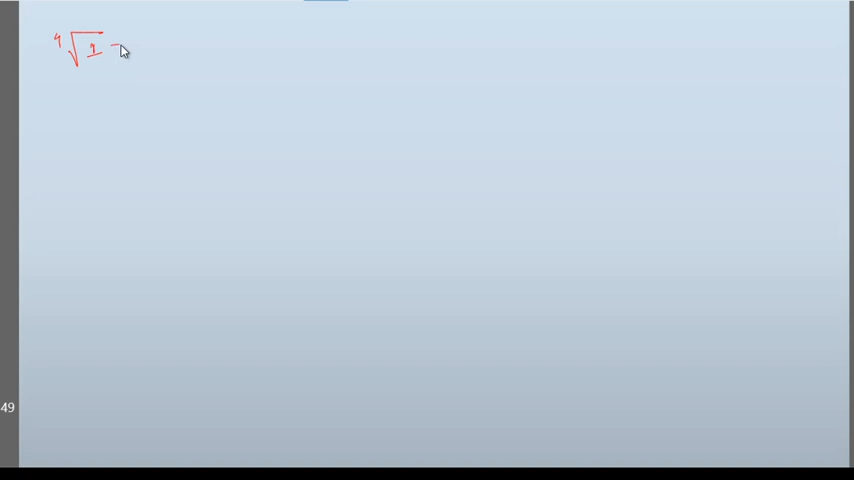 ⁴√1 =
49